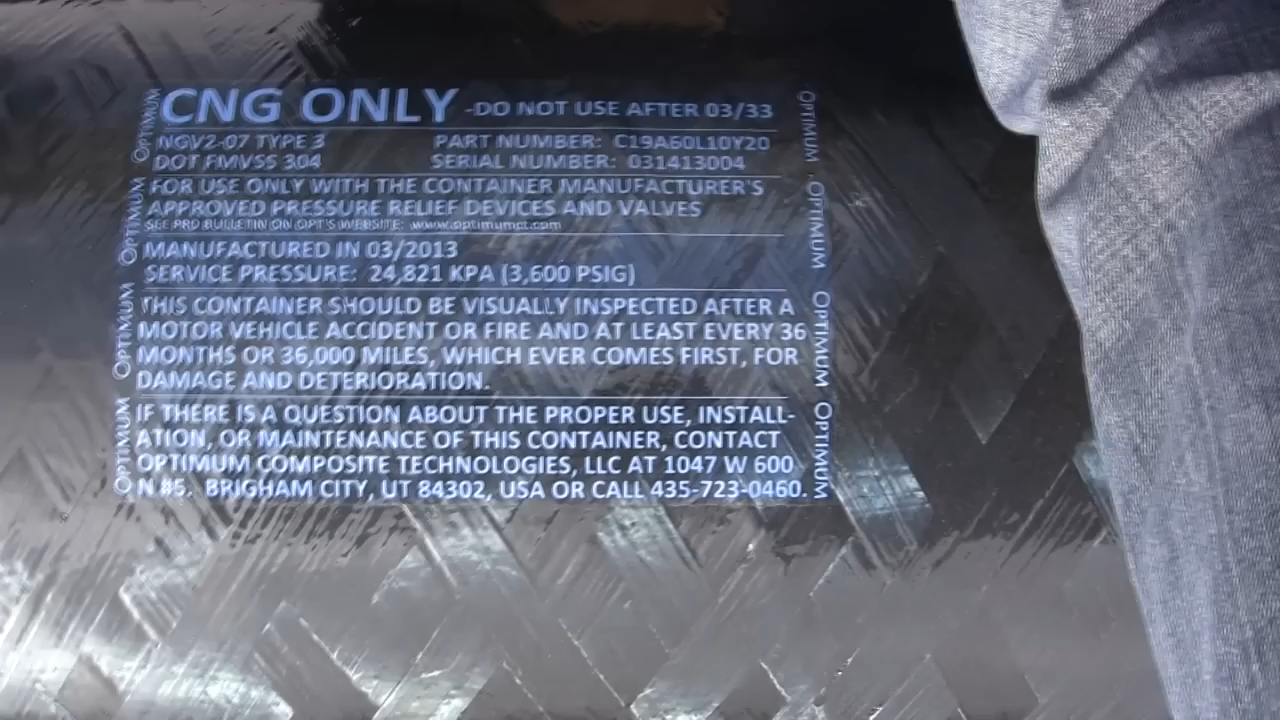 CNG ONLY -DO NOT USE AFTER 03/33
NGV2-07 TYPE 3 PART NUMBER: C19A60L10Y20
DOT FMVSS 304 SERIAL NUMBER: 031413004
FOR USE ONLY WITH THE CONTAINER MANUFACTURER'S
APPROVED PRESSURE RELIEF DEVICES AND VALVES
SEE PRD BULLETIN ON OPT'S WEBSITE: www.optimumpt.com
MANUFACTURED IN 03/2013
SERVICE PRESSURE: 24,821 KPA (3,600 PSIG)
THIS CONTAINER SHOULD BE VISUALLY INSPECTED AFTER A
MOTOR VEHICLE ACCIDENT OR FIRE AND AT LEAST EVERY 36
MONTHS OR 36,000 MILES, WHICH EVER COMES FIRST, FOR
DAMAGE AND DETERIORATION.
IF THERE IS A QUESTION ABOUT THE PROPER USE, INSTALL-
ATION, OR MAINTENANCE OF THIS CONTAINER, CONTACT
OPTIMUM COMPOSITE TECHNOLOGIES, LLC AT 1047 W 600
N #5. BRIGHAM CITY, UT 84302, USA OR CALL 435-723-0460.
OPTIMUM OPTIMUM OPTIMUM OPTIMUM
OPTIMUM · OPTIMUM OPTIMUM OPTIMUM